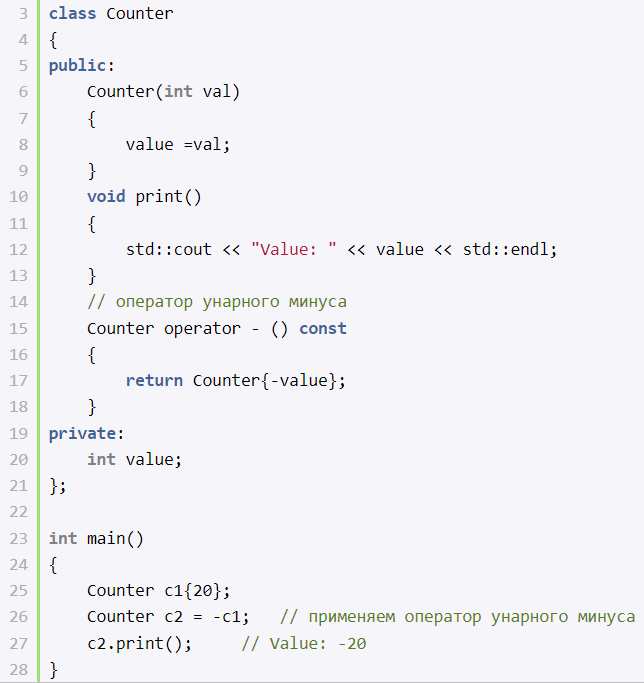 3 class Counter
4 {
5 public:
6     Counter(int val)
7     {
8         value =val;
9     }
10     void print()
11     {
12         std::cout << "Value: " << value << std::endl;
13     }
14     // оператор унарного минуса
15     Counter operator - () const
16     {
17         return Counter{-value};
18     }
19 private:
20     int value;
21 };
22
23 int main()
24 {
25     Counter c1{20};
26     Counter c2 = -c1;   // применяем оператор унарного минуса
27     c2.print();     // Value: -20
28 }